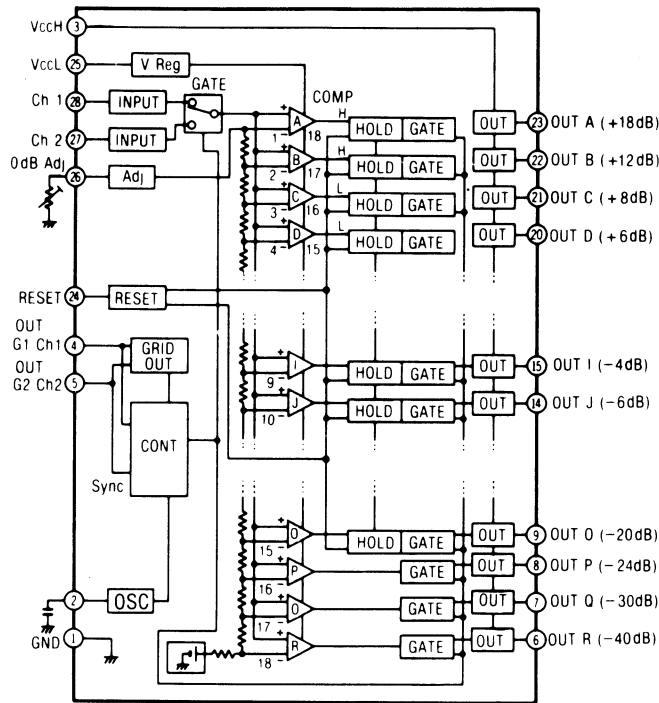 VccH 3
VccL 25 V Reg
GATE
Ch 1 28 INPUT
COMP
+ A H
1 − 18 HOLD GATE OUT 23 OUT A (+18dB)
Ch 2 27 INPUT
+ B H
2 − 17 HOLD GATE OUT 22 OUT B (+12dB)
0dB Adj 26 Adj
+ C L
3 − 16 HOLD GATE OUT 21 OUT C (+8dB)
+ D L
4 − 15 HOLD GATE OUT 20 OUT D (+6dB)
RESET 24 RESET
OUT
G1 Ch1 4
OUT
G2 Ch2 5
GRID
OUT
+ I
9 − HOLD GATE OUT 15 OUT I (−4dB)
+ J
10 − HOLD GATE OUT 14 OUT J (−6dB)
CONT
Sync
+ O
15 − HOLD GATE OUT 9 OUT O (−20dB)
+ P
16 − GATE OUT 8 OUT P (−24dB)
2 OSC
+ O
17 − GATE OUT 7 OUT Q (−30dB)
GND 1
+ R
18 − GATE OUT 6 OUT R (−40dB)